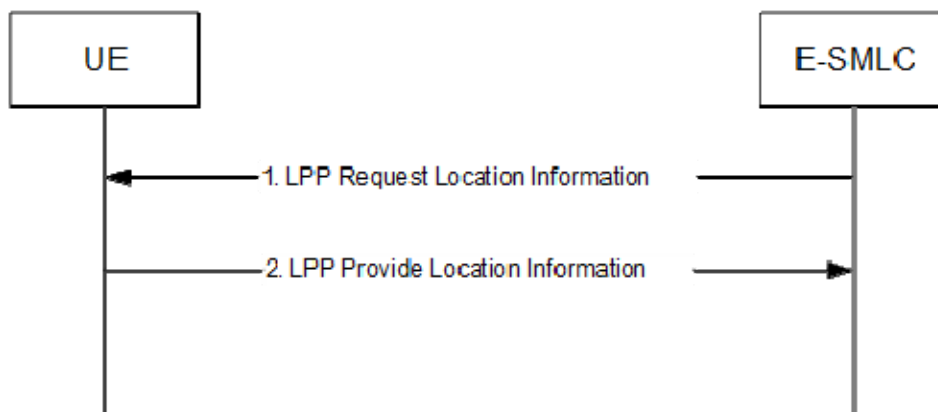 UE
E-SMLC
1. LPP Request Location Information
2. LPP Provide Location Information